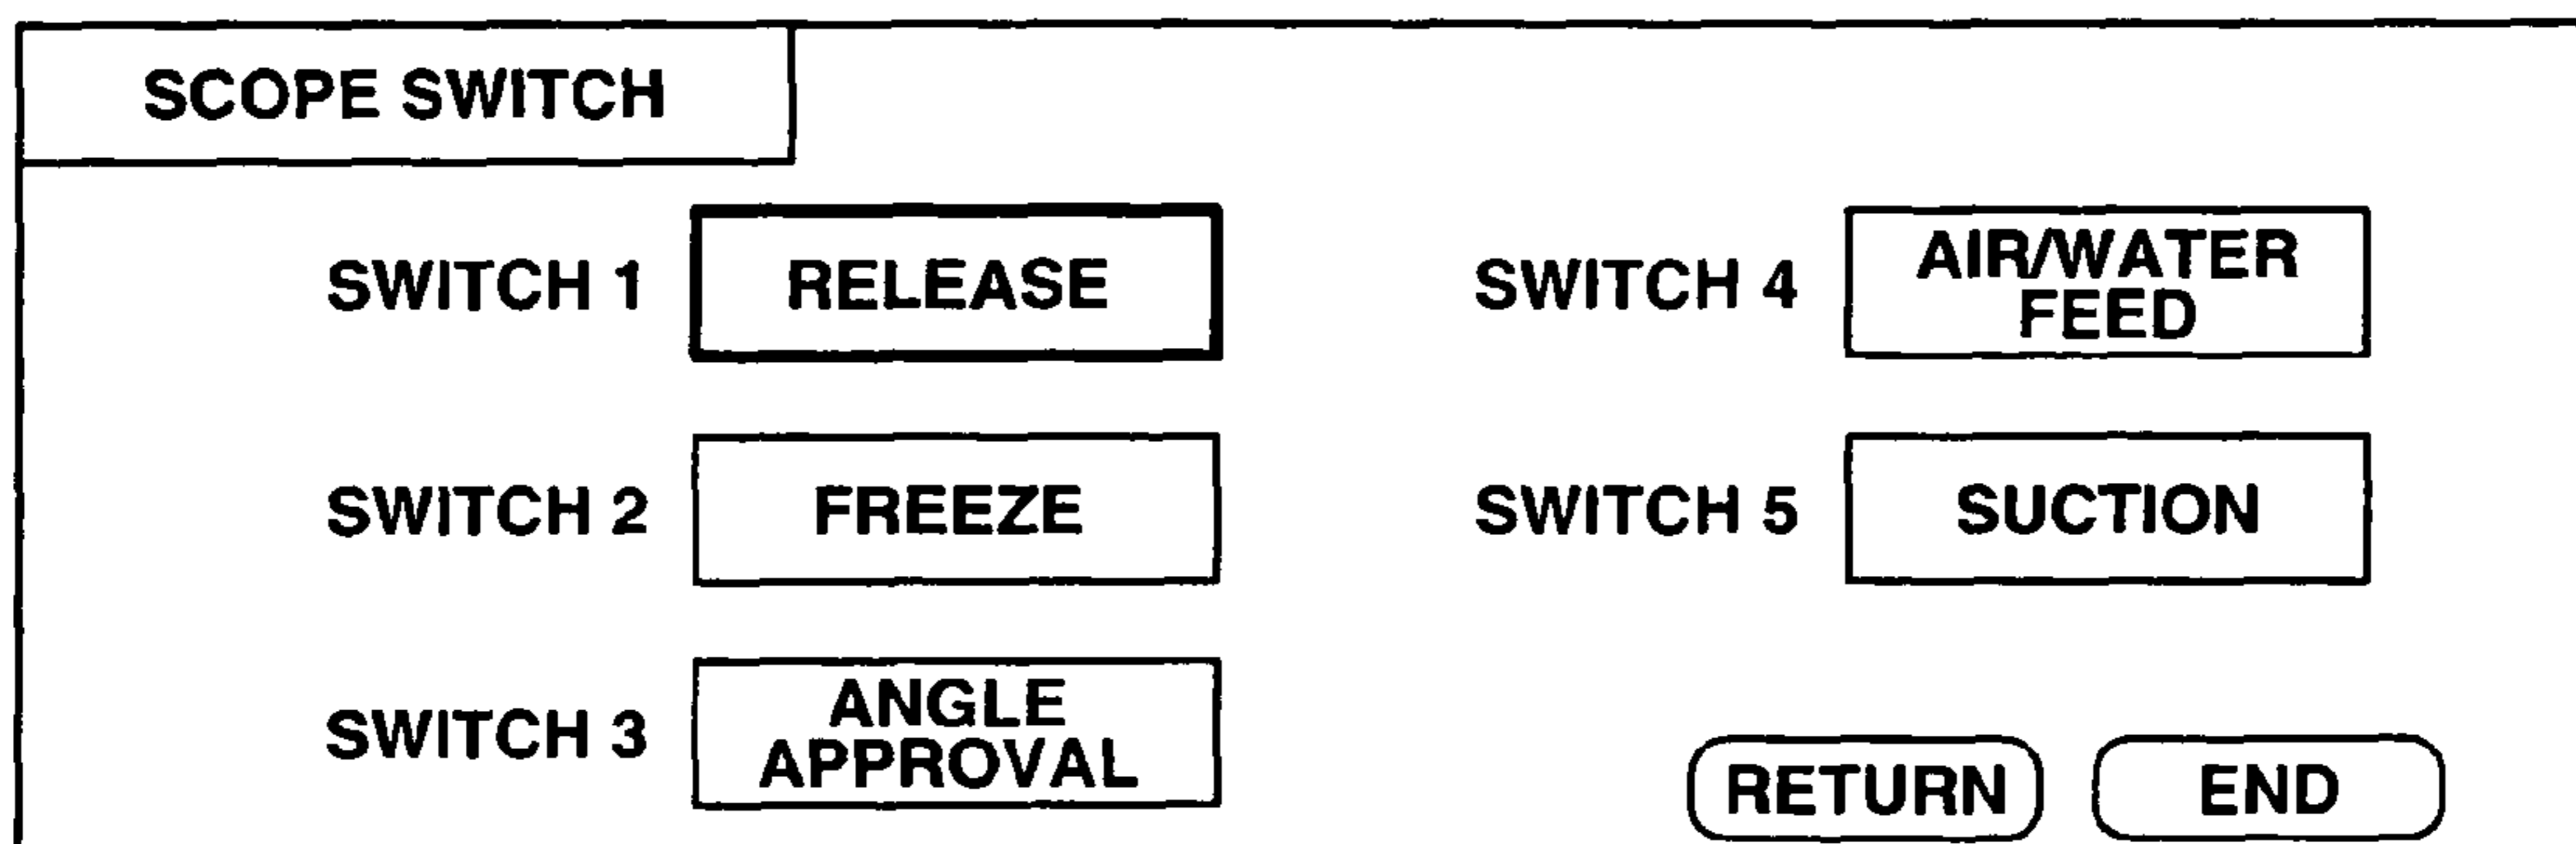 SCOPE SWITCH
SWITCH 1 RELEASE
SWITCH 2 FREEZE
SWITCH 3 ANGLE
APPROVAL
SWITCH 4 AIR/WATER
FEED
SWITCH 5 SUCTION
RETURN END